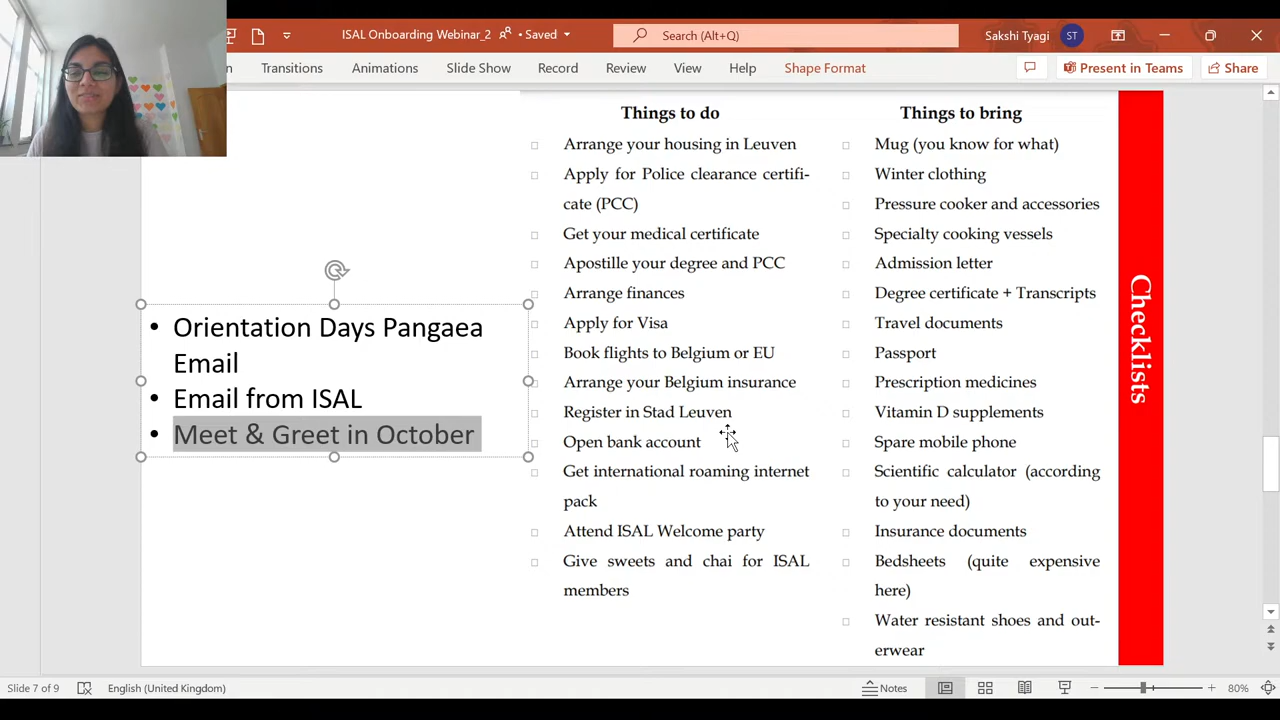 ISAL Onboarding Webinar_2 • Saved
Search (Alt+Q)
Sakshi Tyagi ST
n Transitions Animations Slide Show Record Review View Help Shape Format
Present in Teams Share
• Orientation Days Pangaea
Email
• Email from ISAL
• Meet & Greet in October
Things to do
Arrange your housing in Leuven
Apply for Police clearance certifi-
cate (PCC)
Get your medical certificate
Apostille your degree and PCC
Arrange finances
Apply for Visa
Book flights to Belgium or EU
Arrange your Belgium insurance
Register in Stad Leuven
Open bank account
Get international roaming internet
pack
Attend ISAL Welcome party
Give sweets and chai for ISAL
members
Things to bring
Mug (you know for what)
Winter clothing
Pressure cooker and accessories
Specialty cooking vessels
Admission letter
Degree certificate + Transcripts
Travel documents
Passport
Prescription medicines
Vitamin D supplements
Spare mobile phone
Scientific calculator (according
to your need)
Insurance documents
Bedsheets (quite expensive
here)
Water resistant shoes and out-
erwear
Checklists
Slide 7 of 9
English (United Kingdom)
Notes
80%